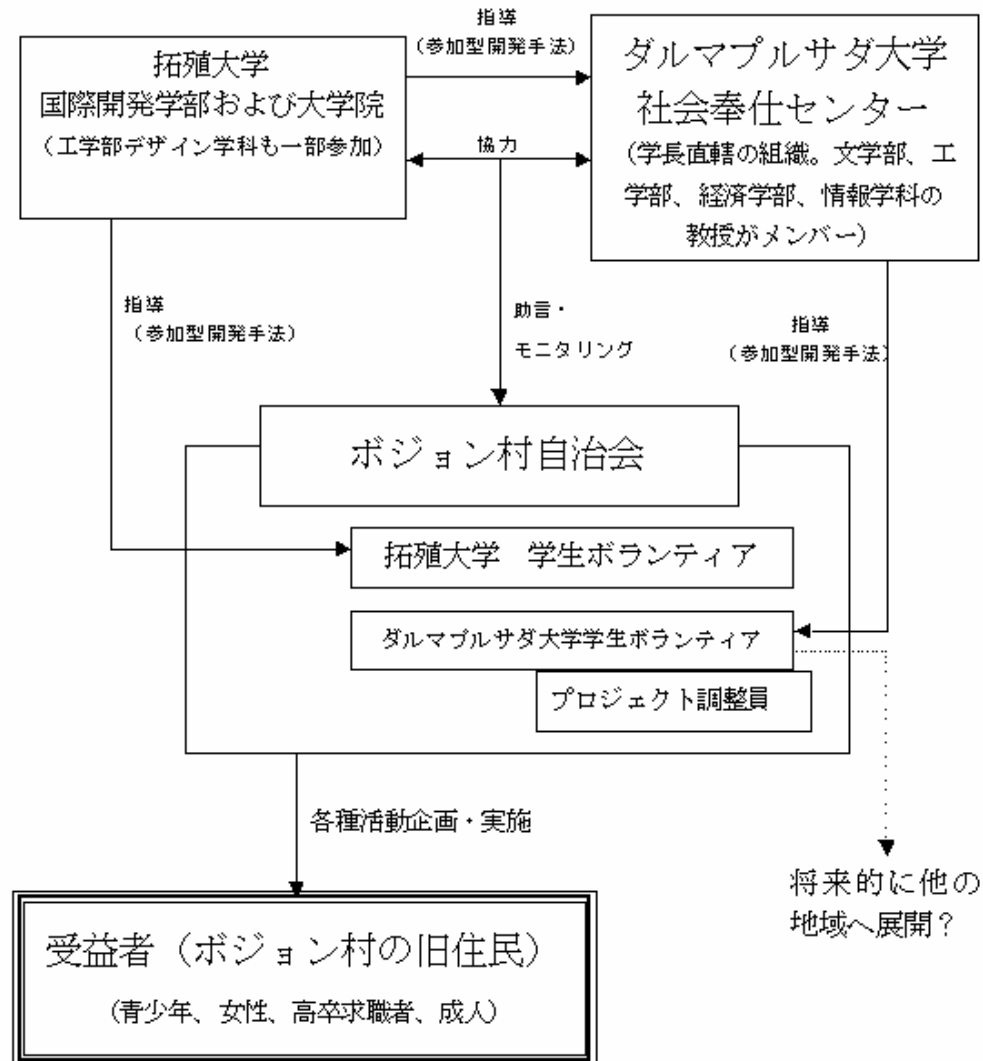 拓殖大学
国際開発学部および大学院
（工学部デザイン学科も一部参加）
指導
（参加型開発手法）
協力
ダルマプルサダ大学
社会奉仕センター
（学長直轄の組織。文学部、工
学部、経済学部、情報学科の
教授がメンバー）
指導
（参加型開発手法）
助言・
モニタリング
指導
（参加型開発手法）
ボジョン村自治会
拓殖大学　学生ボランティア
ダルマプルサダ大学学生ボランティア
プロジェクト調整員
各種活動企画・実施
将来的に他の
地域へ展開？
受益者（ボジョン村の旧住民）
（青少年、女性、高卒求職者、成人）